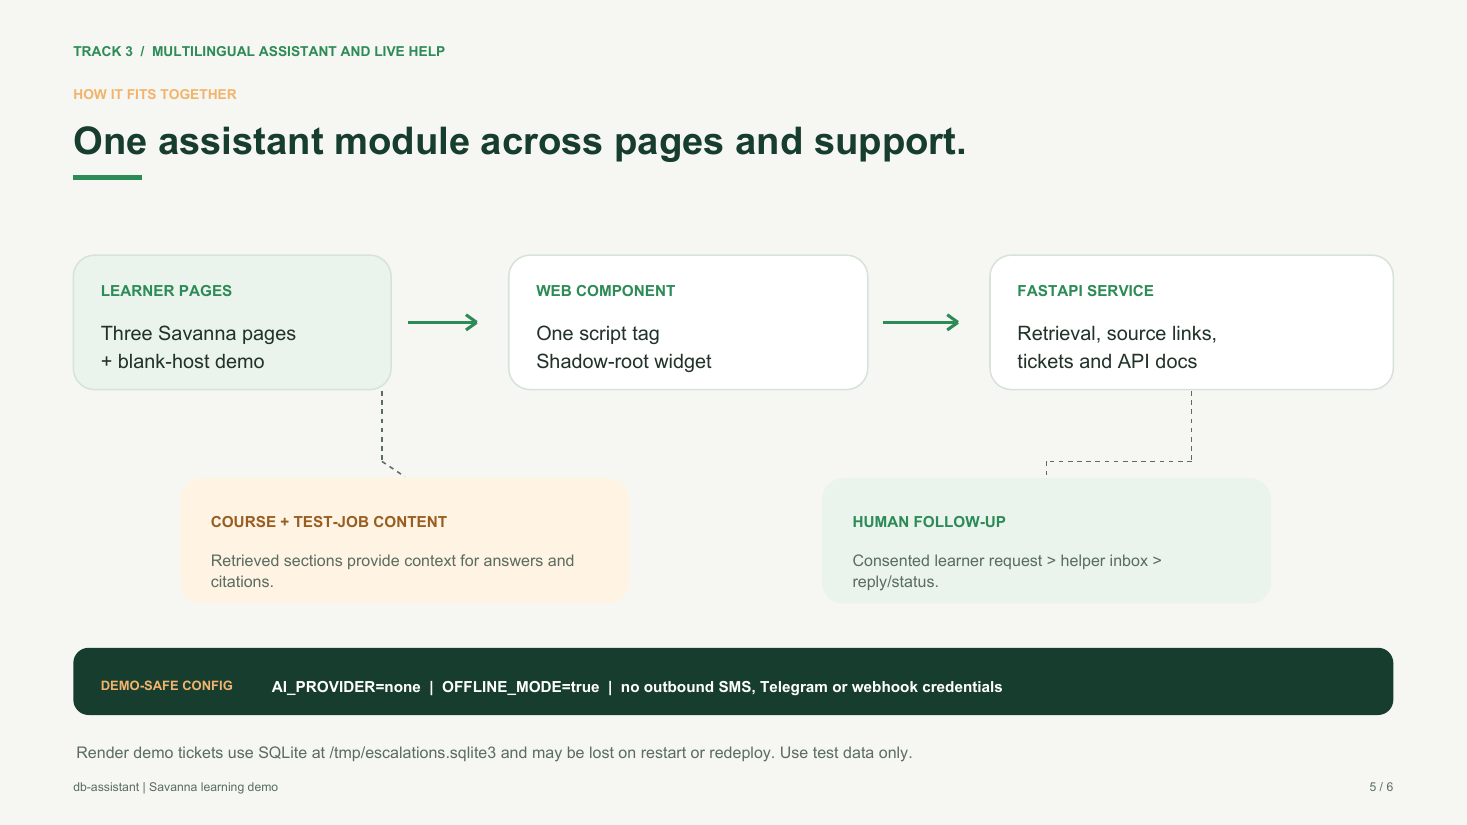 TRACK 3 / MULTILINGUAL ASSISTANT AND LIVE HELP
HOW IT FITS TOGETHER
One assistant module across pages and support.
LEARNER PAGES
Three Savanna pages
+ blank-host demo
WEB COMPONENT
One script tag
Shadow-root widget
FASTAPI SERVICE
Retrieval, source links,
tickets and API docs
COURSE + TEST-JOB CONTENT
Retrieved sections provide context for answers and
citations.
HUMAN FOLLOW-UP
Consented learner request > helper inbox >
reply/status.
DEMO-SAFE CONFIG
AI_PROVIDER=none | OFFLINE_MODE=true | no outbound SMS, Telegram or webhook credentials
Render demo tickets use SQLite at /tmp/escalations.sqlite3 and may be lost on restart or redeploy. Use test data only.
db-assistant | Savanna learning demo
5 / 6